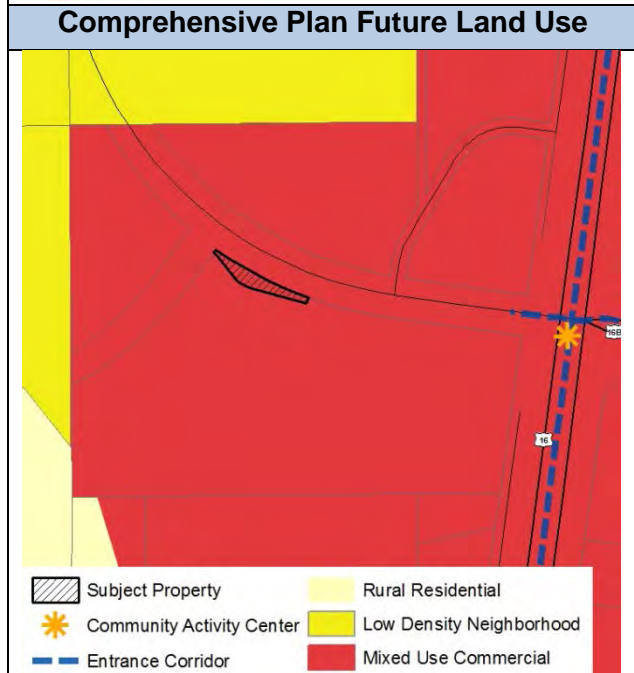 Comprehensive Plan Future Land Use
16B
16
Subject Property
Rural Residential
Community Activity Center
Low Density Neighborhood
Entrance Corridor
Mixed Use Commercial